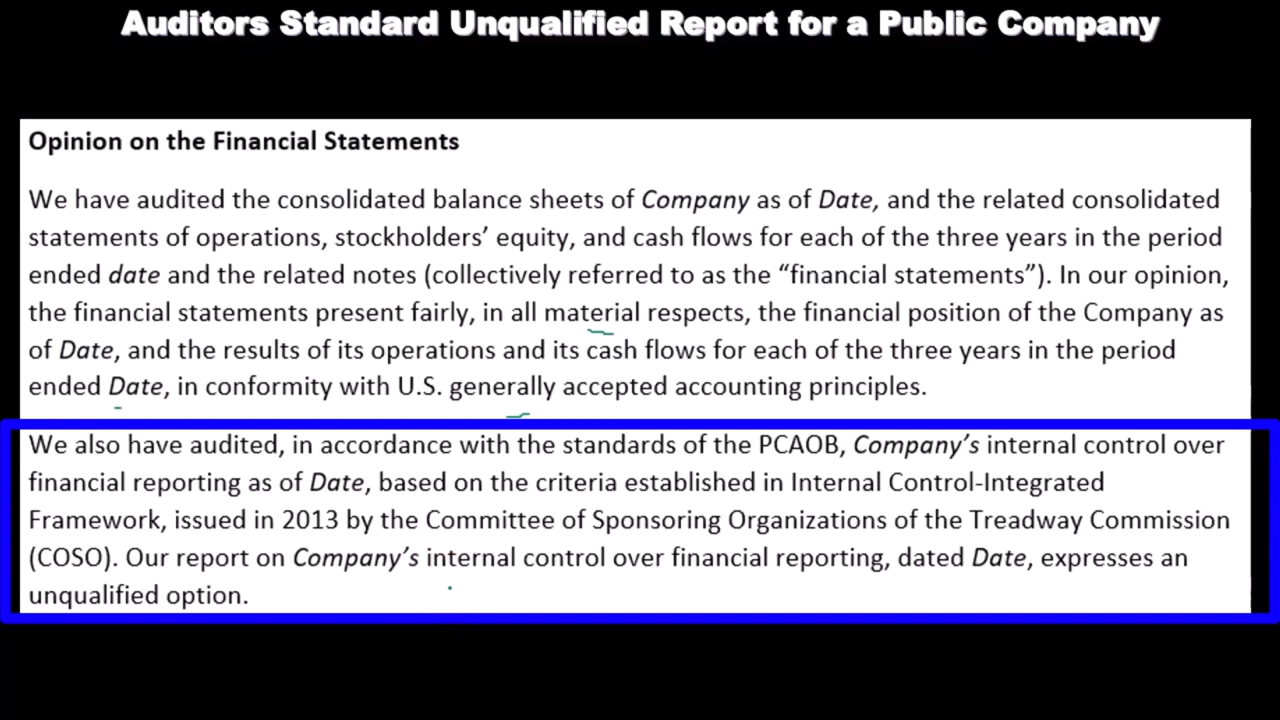 Auditors Standard Unqualified Report for a Public Company
Opinion on the Financial Statements
We have audited the consolidated balance sheets of Company as of Date, and the related consolidated
statements of operations, stockholders’ equity, and cash flows for each of the three years in the period
ended date and the related notes (collectively referred to as the “financial statements”). In our opinion,
the financial statements present fairly, in all material respects, the financial position of the Company as
of Date, and the results of its operations and its cash flows for each of the three years in the period
ended Date, in conformity with U.S. generally accepted accounting principles.
We also have audited, in accordance with the standards of the PCAOB, Company’s internal control over
financial reporting as of Date, based on the criteria established in Internal Control-Integrated
Framework, issued in 2013 by the Committee of Sponsoring Organizations of the Treadway Commission
(COSO). Our report on Company’s internal control over financial reporting, dated Date, expresses an
unqualified option.